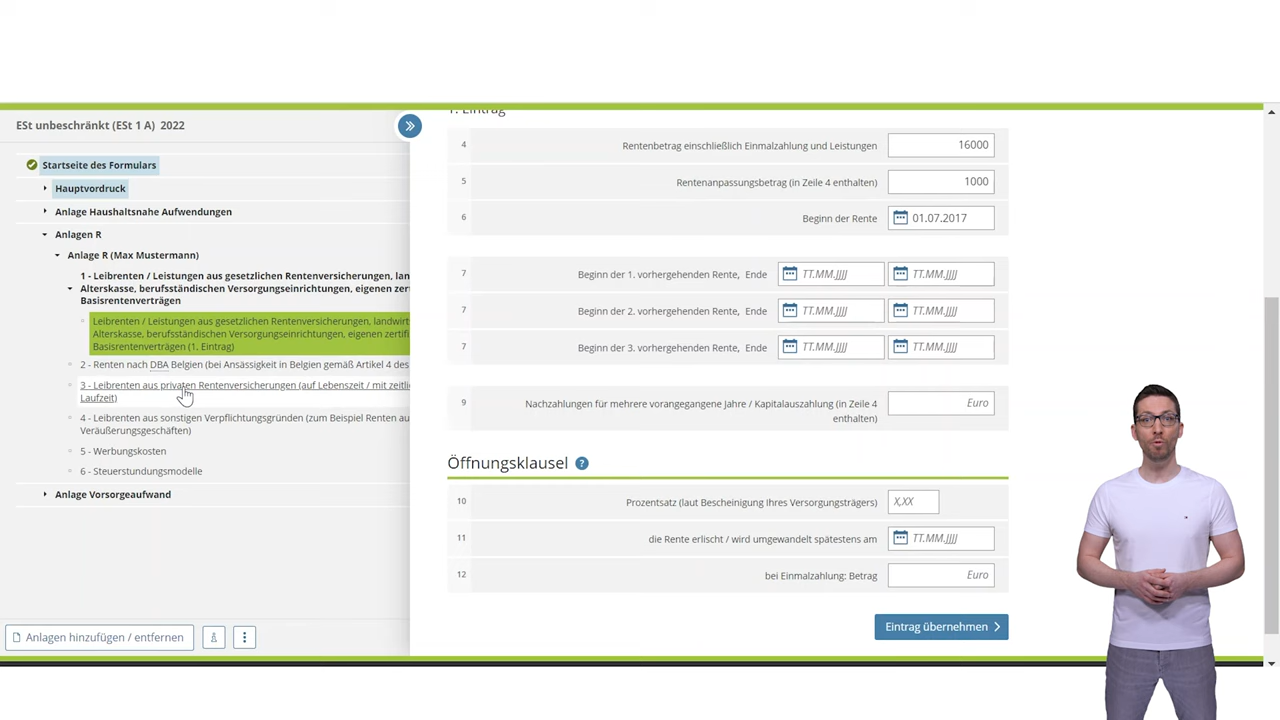 ESt unbeschränkt (ESt 1 A) 2022
Startseite des Formulars
Hauptvordruck
Anlage Haushaltsnahe Aufwendungen
Anlagen R
Anlage R (Max Mustermann)
1 - Leibrenten / Leistungen aus gesetzlichen Rentenversicherungen, lan
Alterskasse, berufsständischen Versorgungseinrichtungen, eigenen zert
Basisrentenverträgen
Leibrenten / Leistungen aus gesetzlichen Rentenversicherungen, landwirt
Alterskasse, berufsständischen Versorgungseinrichtungen, eigenen zertifi
Basisrentenverträgen (1. Eintrag)
2 - Renten nach DBA Belgien (bei Ansässigkeit in Belgien gemäß Artikel 4 des
3 - Leibrenten aus privaten Rentenversicherungen (auf Lebenszeit / mit zeitli
Laufzeit)
4 - Leibrenten aus sonstigen Verpflichtungsgründen (zum Beispiel Renten au
Veräußerungsgeschäften)
5 - Werbungskosten
6 - Steuerstundungsmodelle
Anlage Vorsorgeaufwand
Anlagen hinzufügen / entfernen
1. Eintrag
4 Rentenbetrag einschließlich Einmalzahlung und Leistungen 16000
5 Rentenanpassungsbetrag (in Zeile 4 enthalten) 1000
6 Beginn der Rente 01.07.2017
7 Beginn der 1. vorhergehenden Rente, Ende TT.MM.JJJJ TT.MM.JJJJ
7 Beginn der 2. vorhergehenden Rente, Ende TT.MM.JJJJ TT.MM.JJJJ
7 Beginn der 3. vorhergehenden Rente, Ende TT.MM.JJJJ TT.MM.JJJJ
9 Nachzahlungen für mehrere vorangegangene Jahre / Kapitalauszahlung (in Zeile 4 Euro
enthalten)
Öffnungsklausel ?
10 Prozentsatz (laut Bescheinigung Ihres Versorgungsträgers) X,XX
11 die Rente erlischt / wird umgewandelt spätestens am TT.MM.JJJJ
12 bei Einmalzahlung: Betrag Euro
Eintrag übernehmen